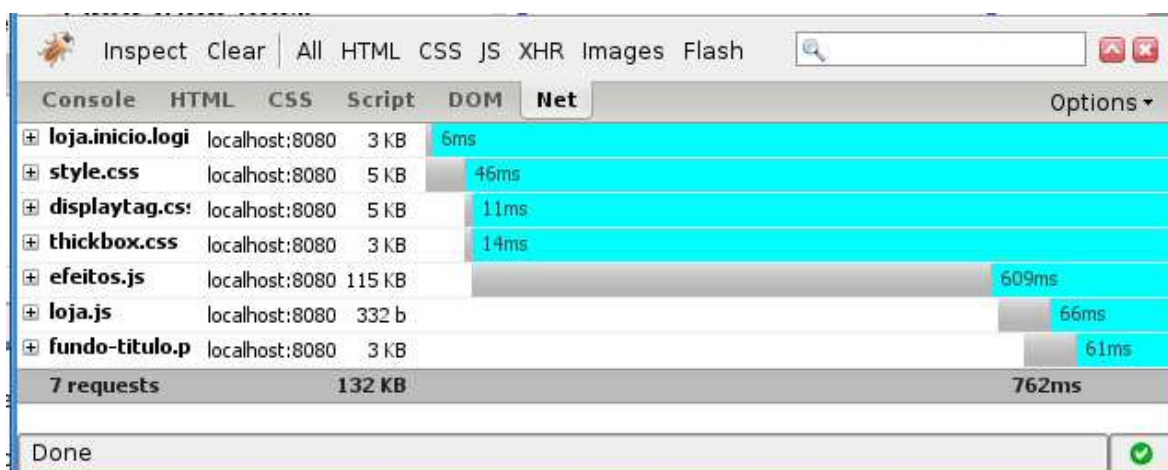 Inspect Clear All HTML CSS JS XHR Images Flash
Console HTML CSS Script DOM Net Options
loja.inicio.logi localhost:8080 3 KB 6ms
style.css localhost:8080 5 KB 46ms
displaytag.cs localhost:8080 5 KB 11ms
thickbox.css localhost:8080 3 KB 14ms
efeitos.js localhost:8080 115 KB 609ms
loja.js localhost:8080 332 b 66ms
fundo-titulo.p localhost:8080 3 KB 61ms
7 requests 132 KB 762ms
Done